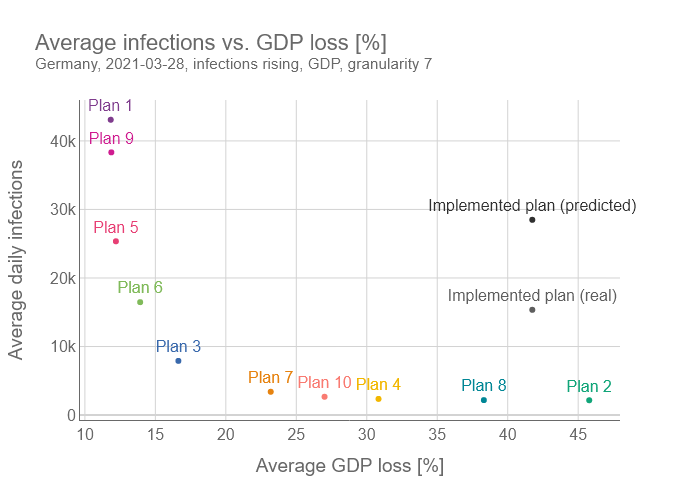 Average infections vs. GDP loss [%]
Germany, 2021-03-28, infections rising, GDP, granularity 7
Plan 1
40k
Plan 9
Plan 5
30k
Implemented plan (predicted)
20k
Plan 6
Implemented plan (real)
10k
Plan 3
Plan 7
Plan 10
Plan 4
Plan 8
Plan 2
0
10
15
20
25
30
35
40
45
Average daily infections
Average GDP loss [%]